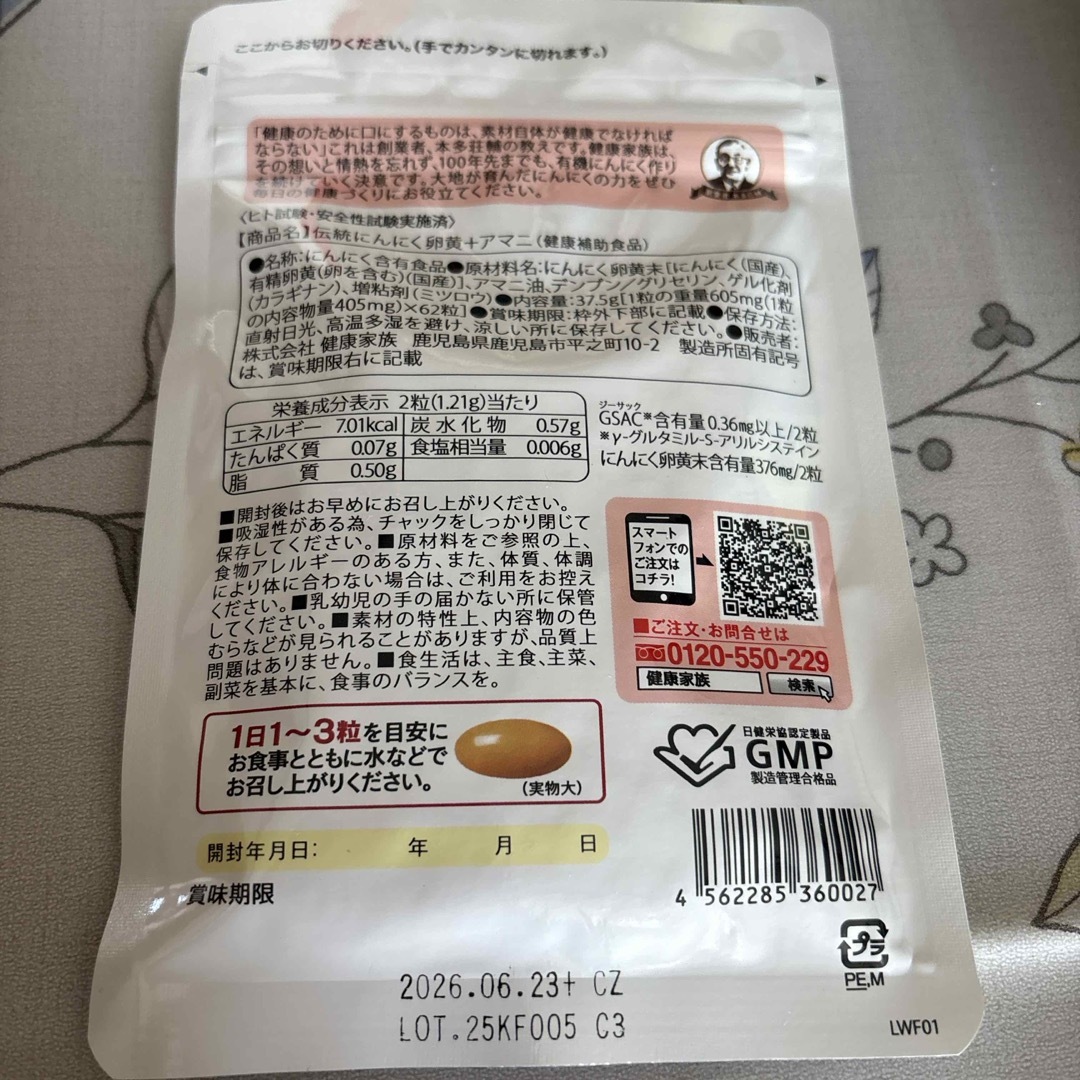 ここからお切りください。(手でカンタンに切れます。)
「健康のために口にするものは、素材自体が健康でなければ
ならない」これは創業者、本多荘輔の教えです。健康家族は、
その想いと情熱を忘れず、100年先までも、有機にんにく作り
を続けていく決意です。大地が育んだにんにくの力をぜひ
毎日の健康づくりにお役立てください。
〈ヒト試験・安全性試験実施済〉
【商品名】伝統にんにく卵黄+アマニ(健康補助食品)
●名称:にんにく含有食品●原材料名:にんにく卵黄末[にんにく(国産)、
有精卵黄(卵を含む)(国産)]、アマニ油、デンプン/グリセリン、ゲル化剤
(カラギナン)、増粘剤(ミツロウ)●内容量:37.5g[1粒の重量605mg(1粒
の内容物量405mg)×62粒]●賞味期限:枠外下部に記載●保存方法:
直射日光、高温多湿を避け、涼しい所に保存してください。●販売者:
株式会社 健康家族 鹿児島県鹿児島市平之町10-2 製造所固有記号
は、賞味期限右に記載
栄養成分表示 2粒(1.21g)当たり
エネルギー 7.01kcal 炭水化物 0.57g
たんぱく質 0.07g 食塩相当量 0.006g
脂質 0.50g
ジーサック
GSAC※含有量 0.36mg以上/2粒
※γ-グルタミル-S-アリルシステイン
にんにく卵黄末含有量376mg/2粒
■開封後はお早めにお召し上がりください。
■吸湿性がある為、チャックをしっかり閉じて
保存してください。■原材料をご参照の上、
食物アレルギーのある方、また、体質、体調
により体に合わない場合は、ご利用をお控え
ください。■乳幼児の手の届かない所に保管
してください。■素材の特性上、内容物の色
むらなどが見られることがありますが、品質上
問題はありません。■食生活は、主食、主菜、
副菜を基本に、食事のバランスを。
スマート
フォンでの
ご注文は
コチラ!
■ご注文・お問合せは
0120-550-229
健康家族 検索
1日1〜3粒を目安に
お食事とともに水などで
お召し上がりください。
(実物大)
日健栄協認定製品
GMP
製造管理合格品
開封年月日: 年 月 日
4 562285 360027
賞味期限
プラ
PE,M
2026.06.23+ CZ
LOT.25KF005 C3
LWF01